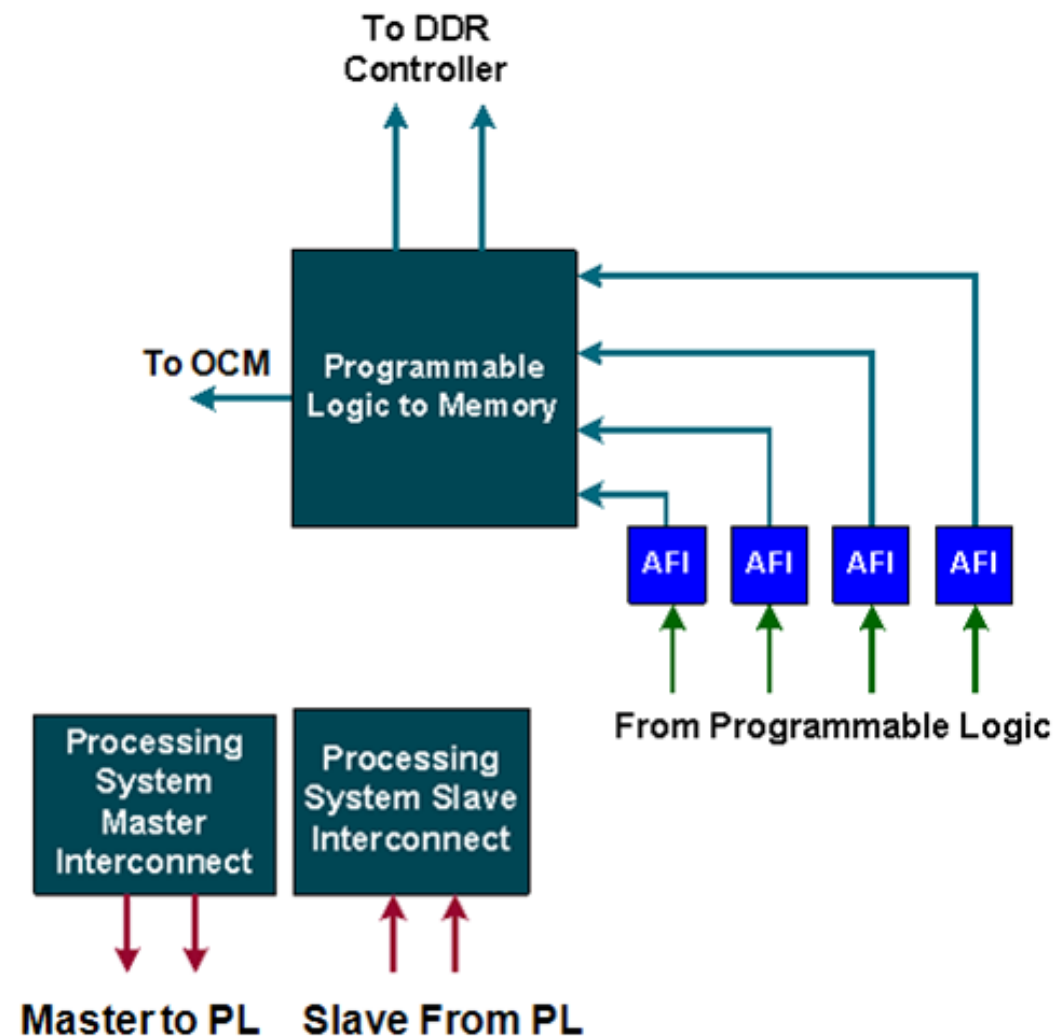 To DDR
Controller
To OCM
Programmable
Logic to Memory
AFI
AFI
AFI
AFI
From Programmable Logic
Processing
System
Master
Interconnect
Processing
System Slave
Interconnect
Master to PL
Slave From PL